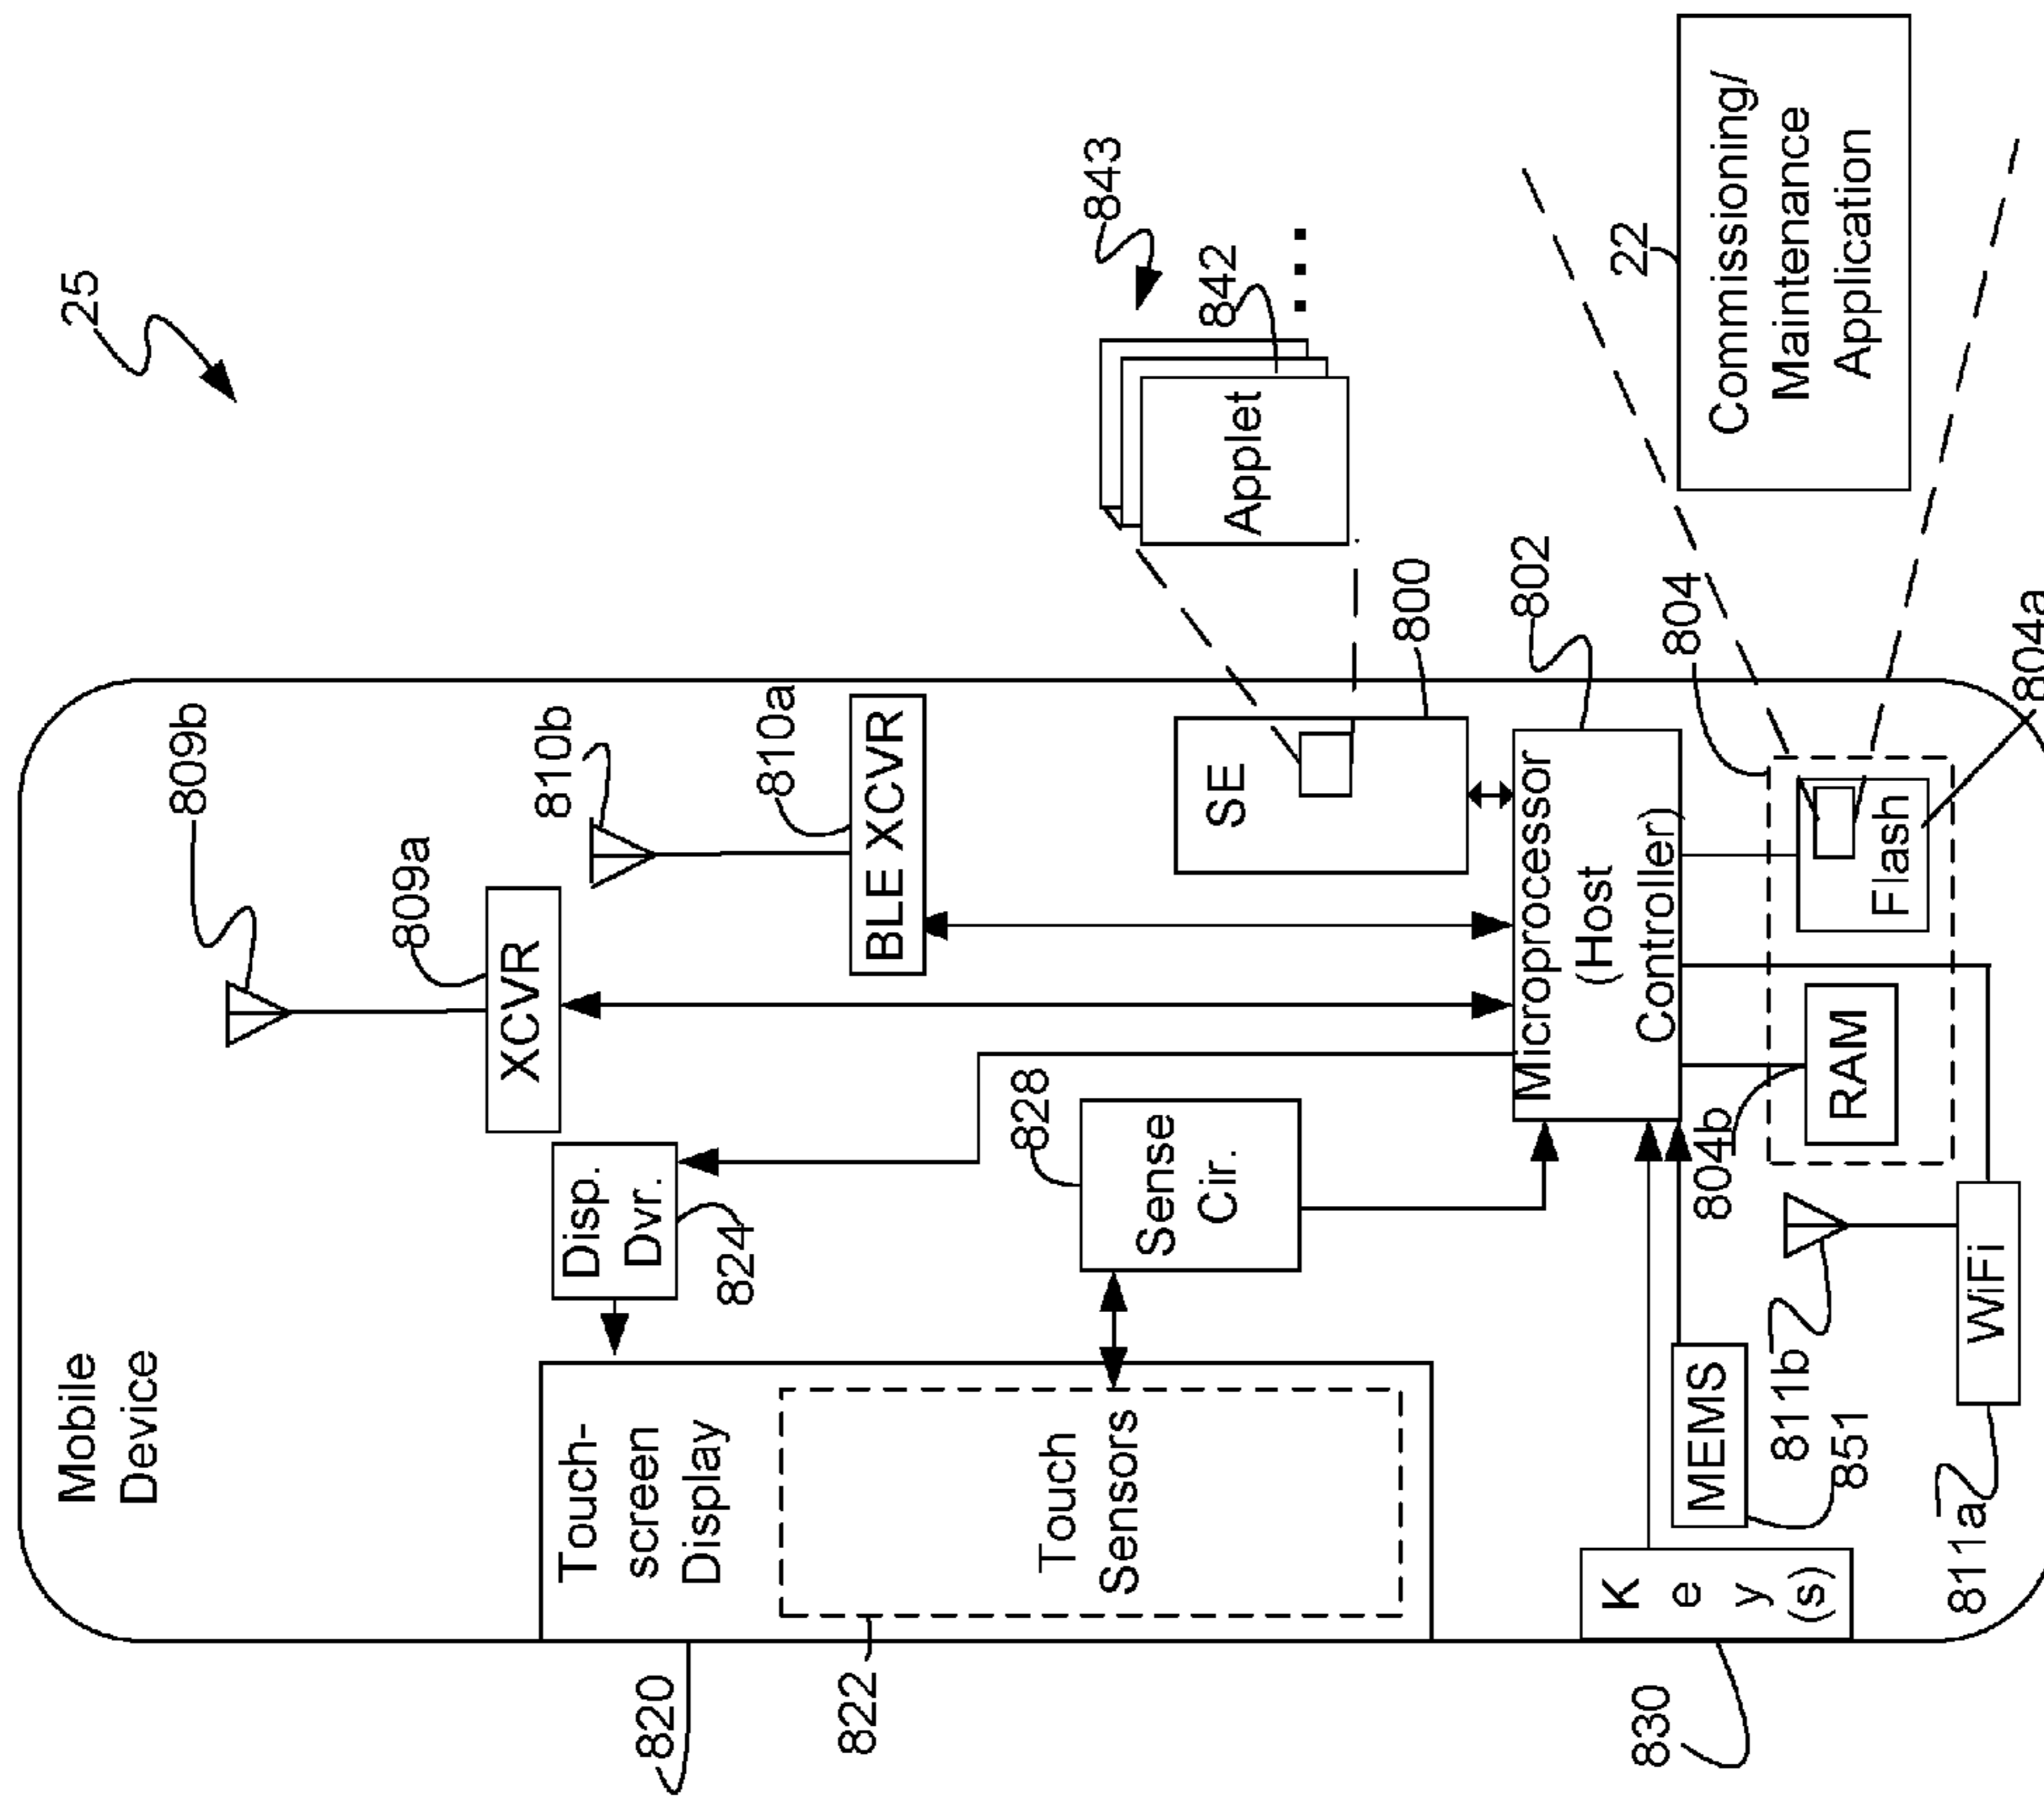 25
Mobile
Device
809b
809a
XCVR
810b
810a
BLE XCVR
Disp.
Dvr.
824
Touch-
screen
Display
820
Touch
Sensors
822
828
Sense
Cir.
843
842
Applet
SE
800
802
Microprocessor
(Host
Controller)
804
804a
Flash
804b
RAM
22
Commissioning/
Maintenance
Application
K
e
y
(s)
830
MEMS
851
811b
WiFi
811a